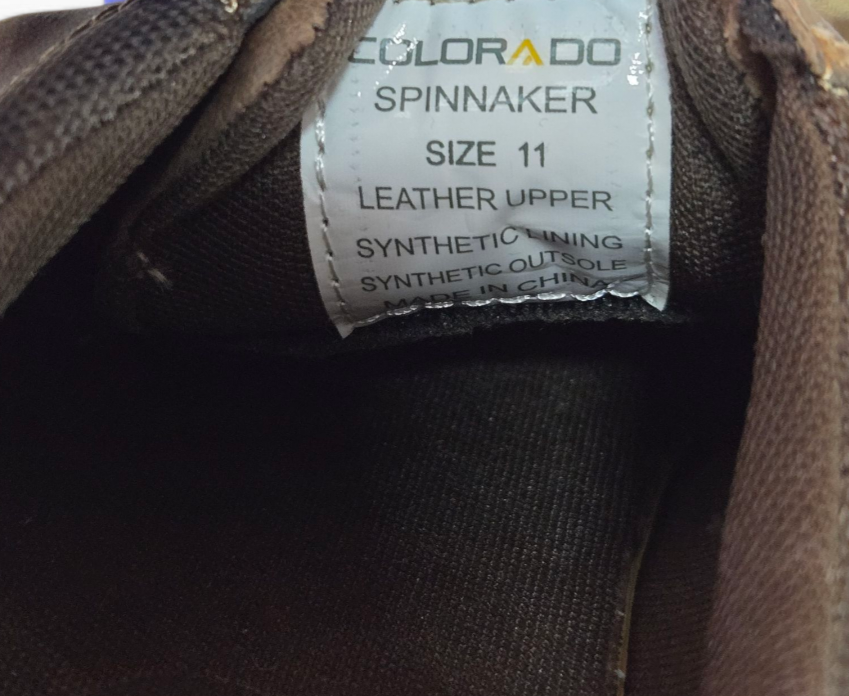 COLORADO
SPINNAKER
SIZE 11
LEATHER UPPER
SYNTHETIC LINING
SYNTHETIC OUTSOLE
MADE IN CHINA